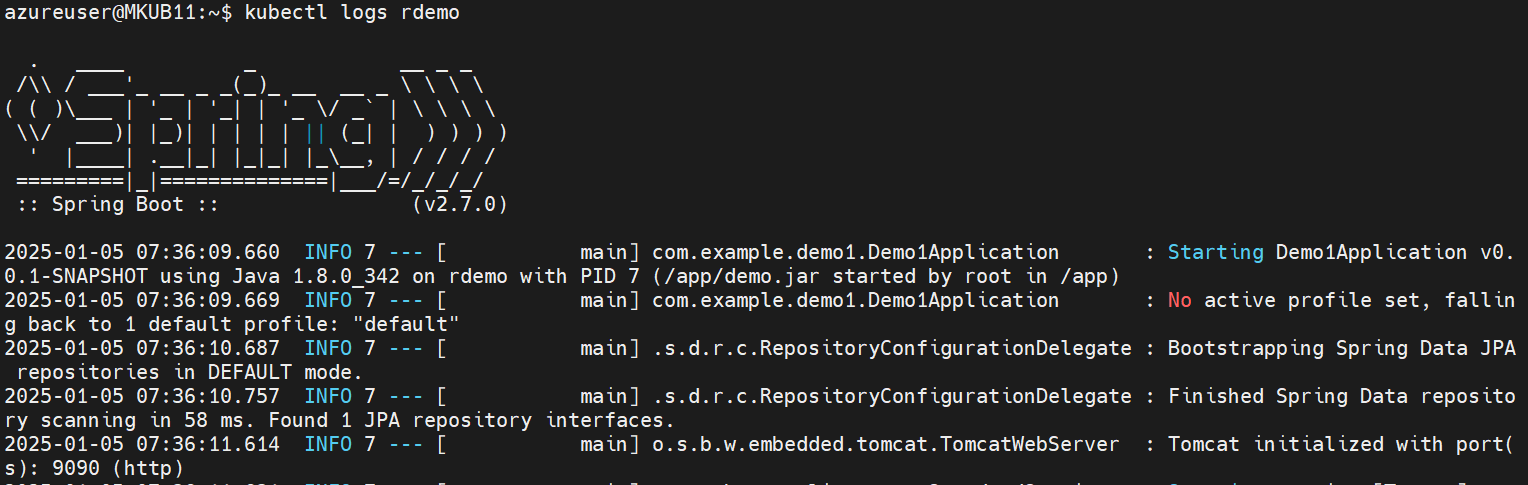 azureuser@MKUB11:~$ kubectl logs rdemo

  .   ____          _            __ _ _
 /\\ / ___'_ __ _ _(_)_ __  __ _ \ \ \ \
( ( )\___ | '_ | '_| | '_ \/ _` | \ \ \ \
 \\/  ___)| |_)| | | | | || (_| |  ) ) ) )
  '  |____| .__|_| |_|_| |_\__, | / / / /
 =========|_|==============|___/=/_/_/_/
 :: Spring Boot ::                (v2.7.0)

2025-01-05 07:36:09.660  INFO 7 --- [           main] com.example.demo1.Demo1Application       : Starting Demo1Application v0.
0.1-SNAPSHOT using Java 1.8.0_342 on rdemo with PID 7 (/app/demo.jar started by root in /app)
2025-01-05 07:36:09.669  INFO 7 --- [           main] com.example.demo1.Demo1Application       : No active profile set, fallin
g back to 1 default profile: "default"
2025-01-05 07:36:10.687  INFO 7 --- [           main] .s.d.r.c.RepositoryConfigurationDelegate : Bootstrapping Spring Data JPA
 repositories in DEFAULT mode.
2025-01-05 07:36:10.757  INFO 7 --- [           main] .s.d.r.c.RepositoryConfigurationDelegate : Finished Spring Data reposito
ry scanning in 58 ms. Found 1 JPA repository interfaces.
2025-01-05 07:36:11.614  INFO 7 --- [           main] o.s.b.w.embedded.tomcat.TomcatWebServer  : Tomcat initialized with port(
s): 9090 (http)